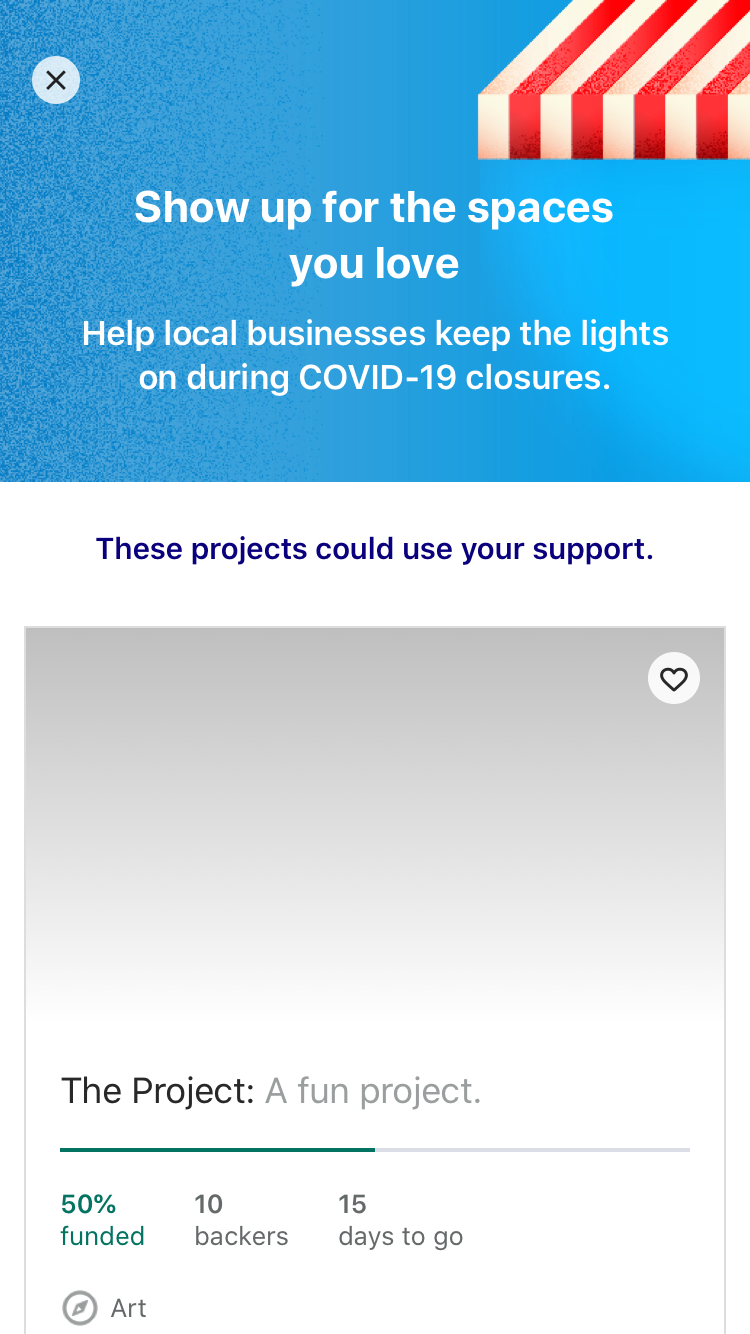 Show up for the spaces
you love
Help local businesses keep the lights
on during COVID-19 closures.
These projects could use your support.
The Project: A fun project.
50% 10 15
funded backers days to go
Art